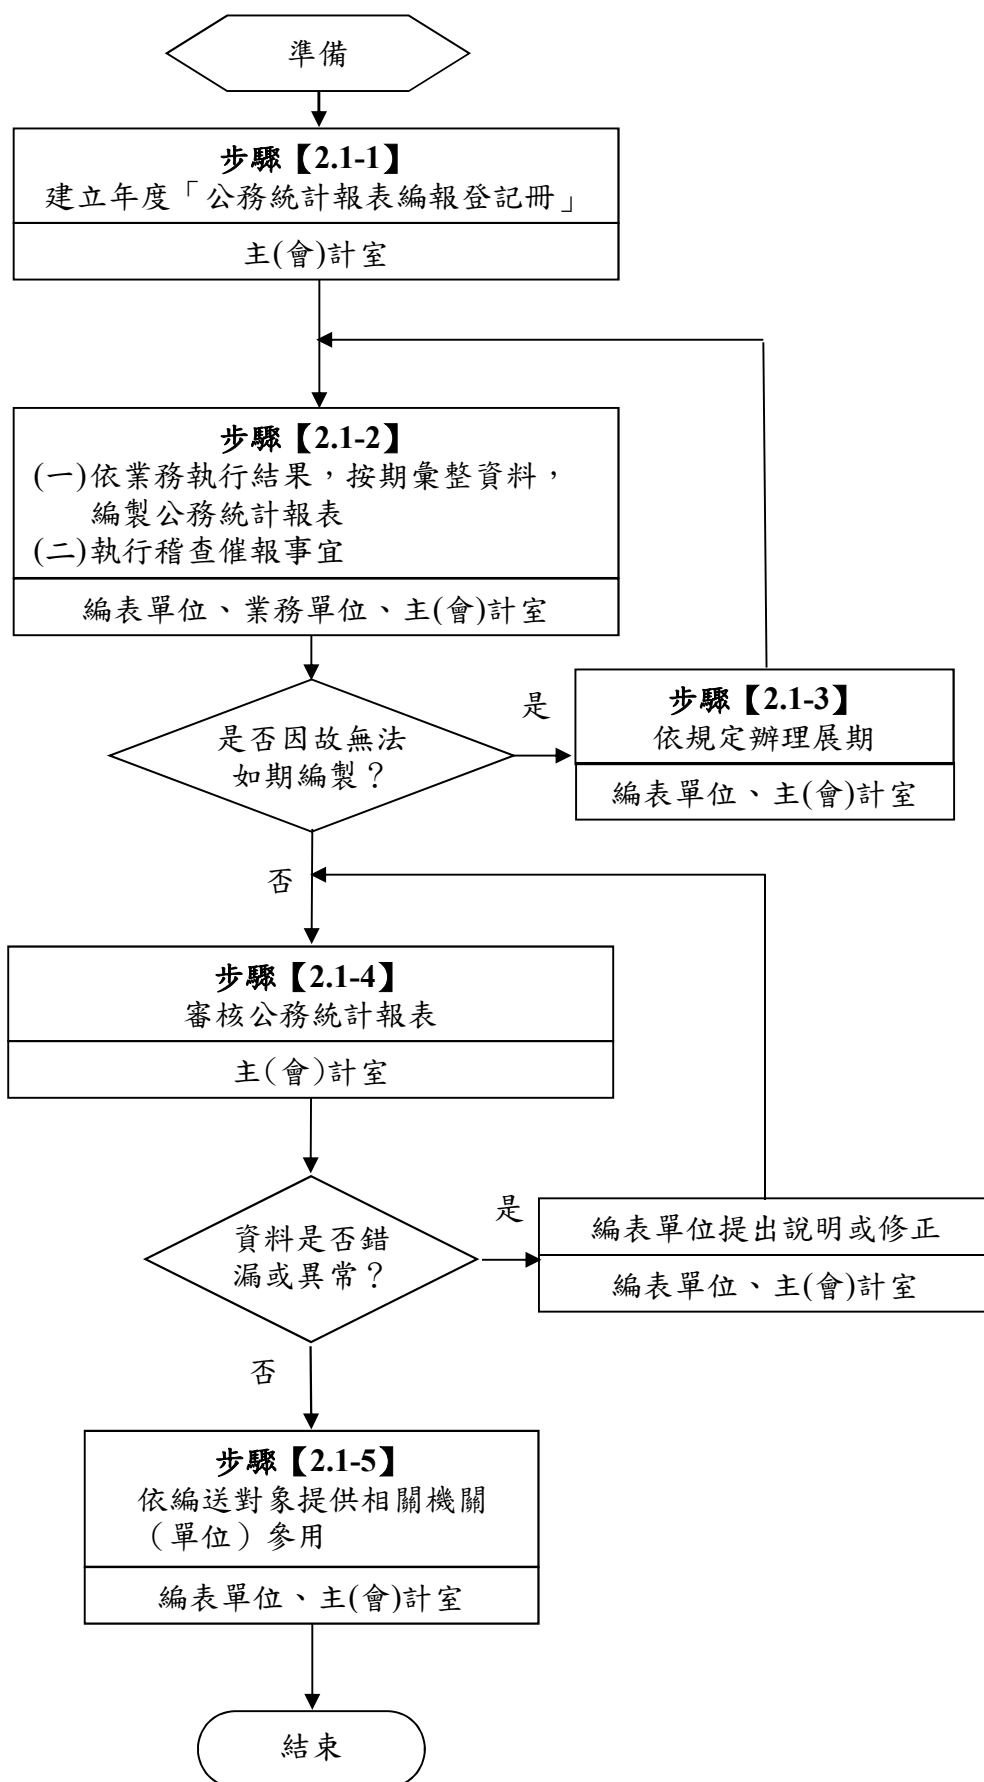 準備
步驟【2.1-1】
建立年度「公務統計報表編報登記冊」
主(會)計室
步驟【2.1-2】
(一)依業務執行結果，按期彙整資料，
編製公務統計報表
(二)執行稽查催報事宜
編表單位、業務單位、主(會)計室
是否因故無法
如期編製？
是
步驟【2.1-3】
依規定辦理展期
編表單位、主(會)計室
否
步驟【2.1-4】
審核公務統計報表
主（會）計室
資料是否錯
漏或異常？
是
編表單位提出說明或修正
編表單位、主(會)計室
否
步驟【2.1-5】
依編送對象提供相關機關
（單位）參用
編表單位、主(會)計室
結束